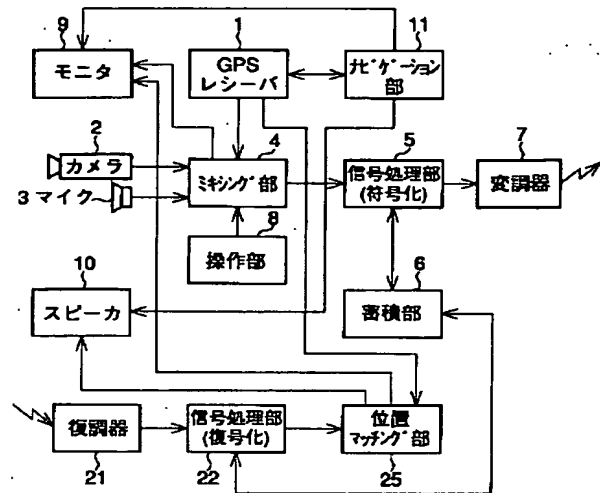 9
1
11
モニタ
GPS
レシーバ
ナビゲーション
部
2
カメラ
4
ミキシング部
5
信号処理部
(符号化)
7
変調器
3 マイク
8
操作部
10
スピーカ
6
蓄積部
復調器
21
信号処理部
(復号化)
22
位置
マッチング部
25